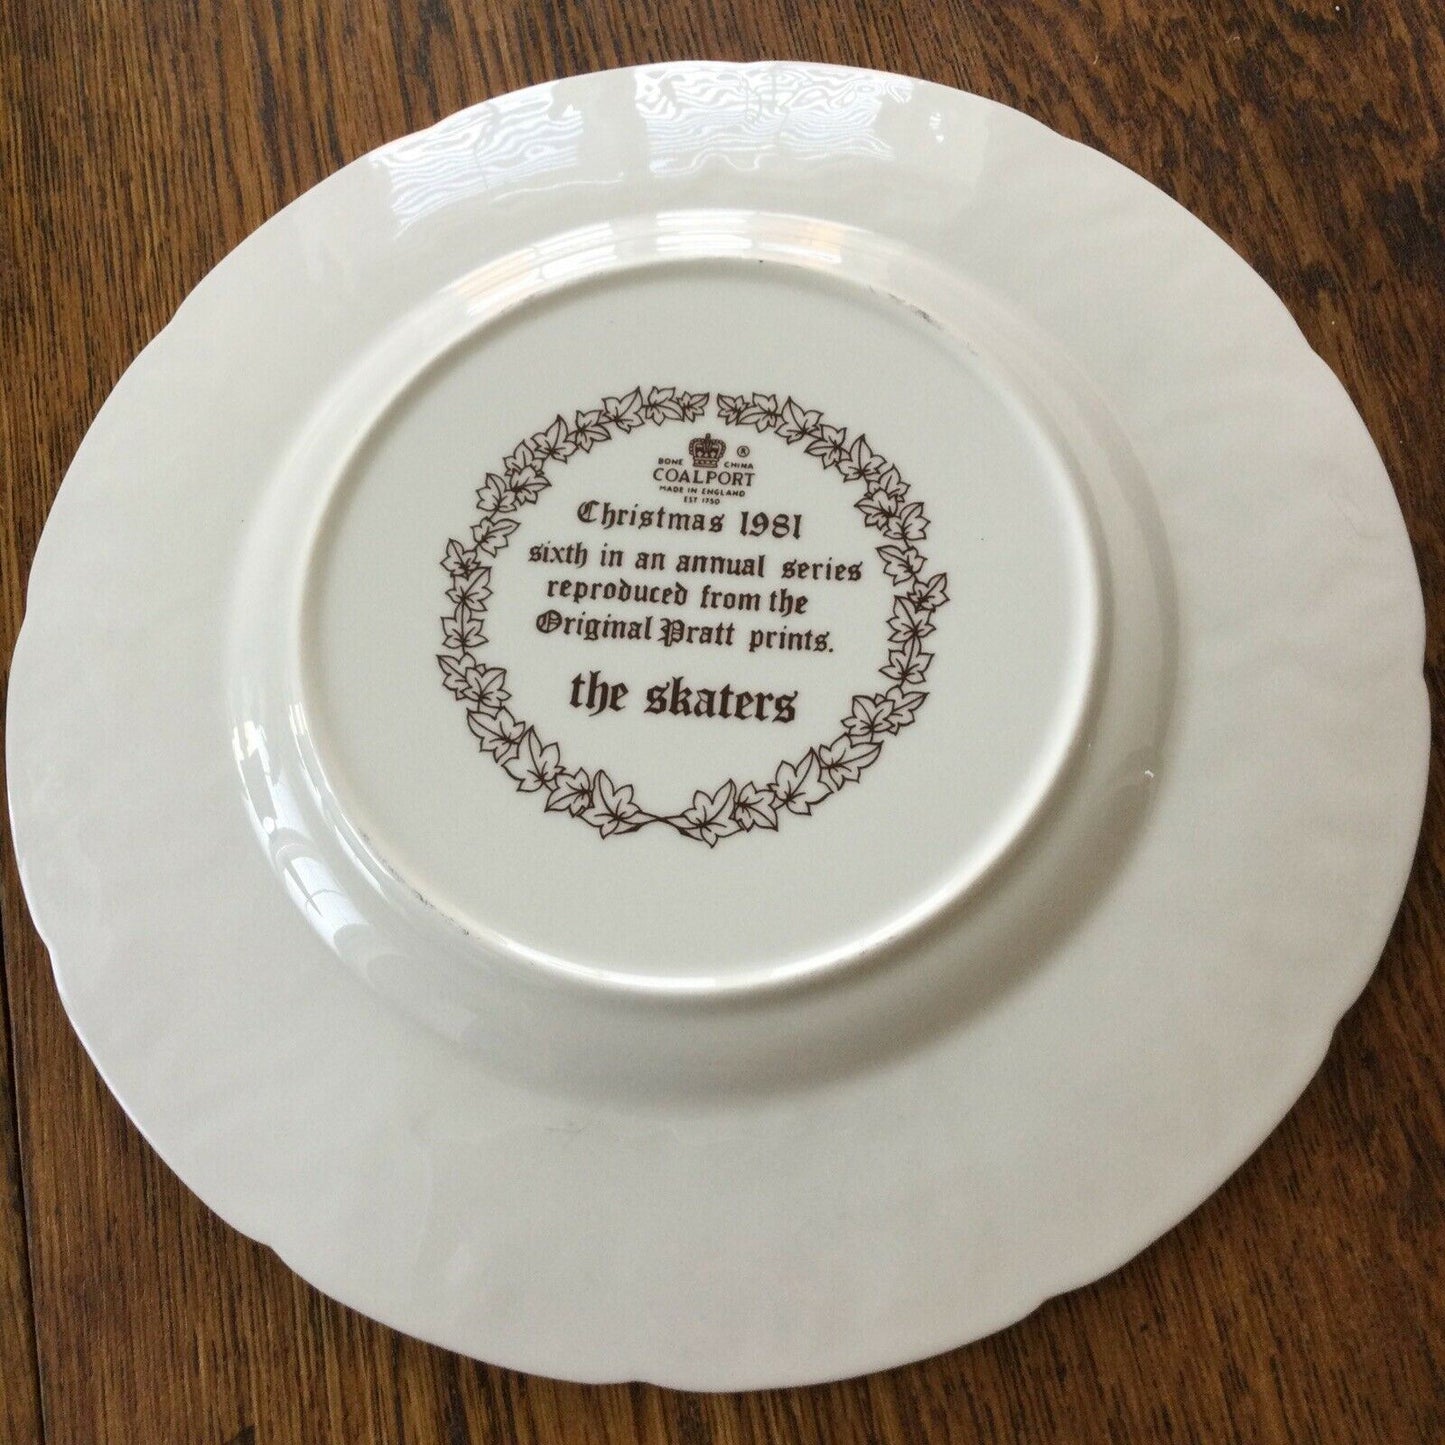 BONE CHINA ®
COALPORT
MADE IN ENGLAND
EST 1750
Christmas 1981
sixth in an annual series
reproduced from the
Original Pratt prints.
the skaters